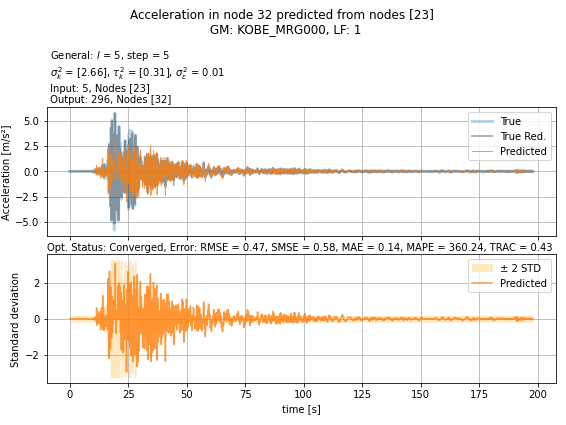 Acceleration in node 32 predicted from nodes [23]
GM: KOBE_MRG000, LF: 1
General: l = 5, step = 5
σ²ₖ = [2.66], τ²ₖ = [0.31], σ²ε = 0.01
Input: 5, Nodes [23]
Output: 296, Nodes [32]
Acceleration [m/s²]
5.0
2.5
0.0
−2.5
−5.0
True
True Red.
Predicted
Opt. Status: Converged, Error: RMSE = 0.47, SMSE = 0.58, MAE = 0.14, MAPE = 360.24, TRAC = 0.43
Standard deviation
2
0
−2
± 2 STD
Predicted
0 25 50 75 100 125 150 175 200
time [s]